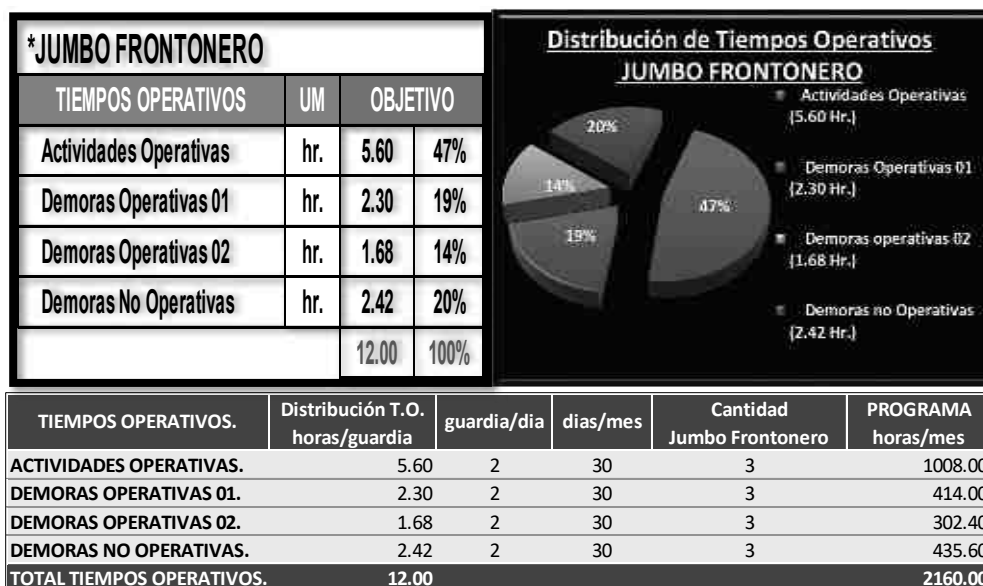 *JUMBO FRONTONERO
TIEMPOS OPERATIVOS UM OBJETIVO
Actividades Operativas hr. 5.60 47%
Demoras Operativas 01 hr. 2.30 19%
Demoras Operativas 02 hr. 1.68 14%
Demoras No Operativas hr. 2.42 20%
12.00 100%
Distribución de Tiempos Operativos
JUMBO FRONTONERO
20%
14%
19%
47%
Actividades Operativas
(5.60 Hr.)
Demoras Operativas 01
(2.30 Hr.)
Demoras operativas 02
(1.68 Hr.)
Demoras no Operativas
(2.42 Hr.)
TIEMPOS OPERATIVOS. Distribución T.O. horas/guardia guardia/dia dias/mes Cantidad Jumbo Frontonero PROGRAMA horas/mes
ACTIVIDADES OPERATIVAS. 5.60 2 30 3 1008.00
DEMORAS OPERATIVAS 01. 2.30 2 30 3 414.00
DEMORAS OPERATIVAS 02. 1.68 2 30 3 302.40
DEMORAS NO OPERATIVAS. 2.42 2 30 3 435.60
TOTAL TIEMPOS OPERATIVOS. 12.00 2160.00